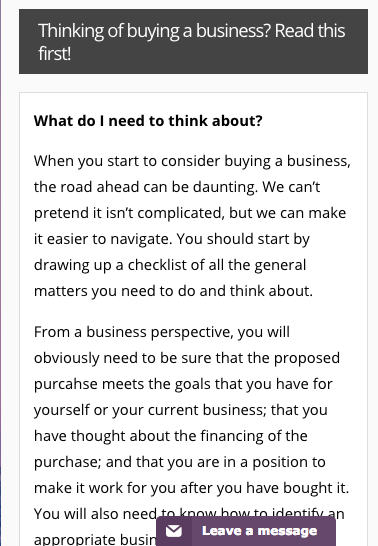 Thinking of buying a business? Read this
first!
What do I need to think about?
When you start to consider buying a business,
the road ahead can be daunting. We can't
pretend it isn't complicated, but we can make
it easier to navigate. You should start by
drawing up a checklist of all the general
matters you need to do and think about.
From a business perspective, you will
obviously need to be sure that the proposed
purcahse meets the goals that you have for
yourself or your current business; that you
have thought about the financing of the
purchase; and that you are in a position to
make it work for you after you have bought it.
You will also need to know how to identify an
appropriate busin
Leave a message